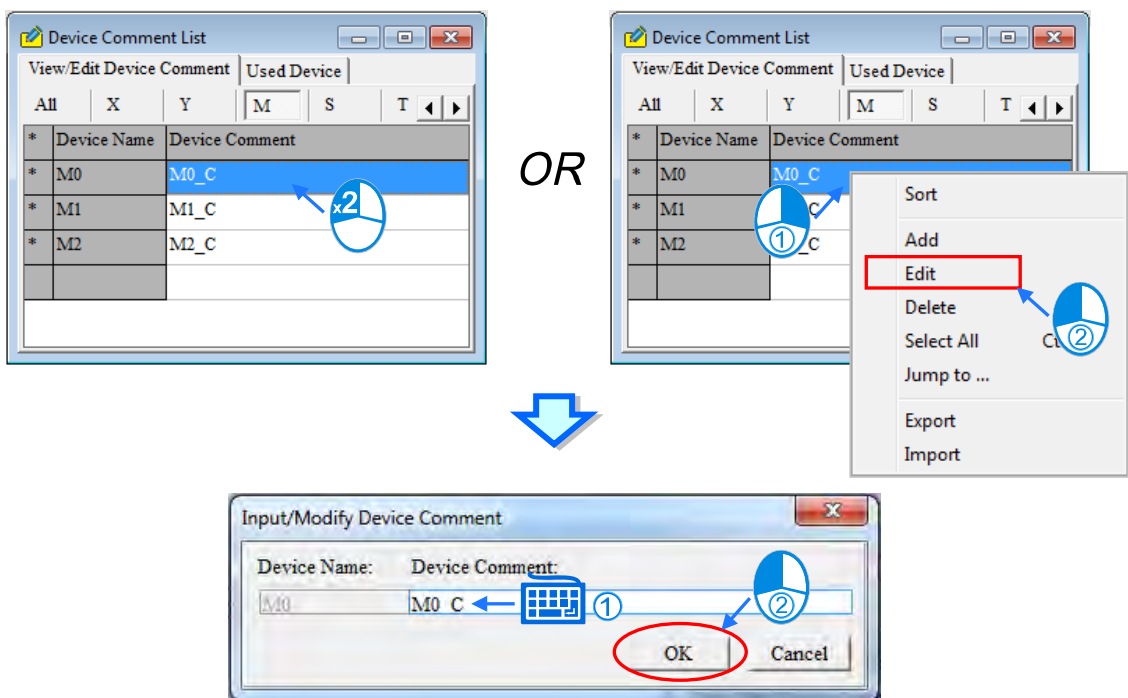 Device Comment List
View/Edit Device Comment Used Device
All X Y M S T
* Device Name Device Comment
* M0 M0_C
* M1 M1_C
* M2 M2_C
x2
OR
Device Comment List
View/Edit Device Comment Used Device
All X Y M S T
* Device Name Device Comment
* M0 M0_C
* M1
* M2
1
Sort
Add
Edit
Delete
Select All
Jump to ...
Export
Import
2
Input/Modify Device Comment
Device Name: Device Comment:
M0 M0_C 1
2
OK Cancel